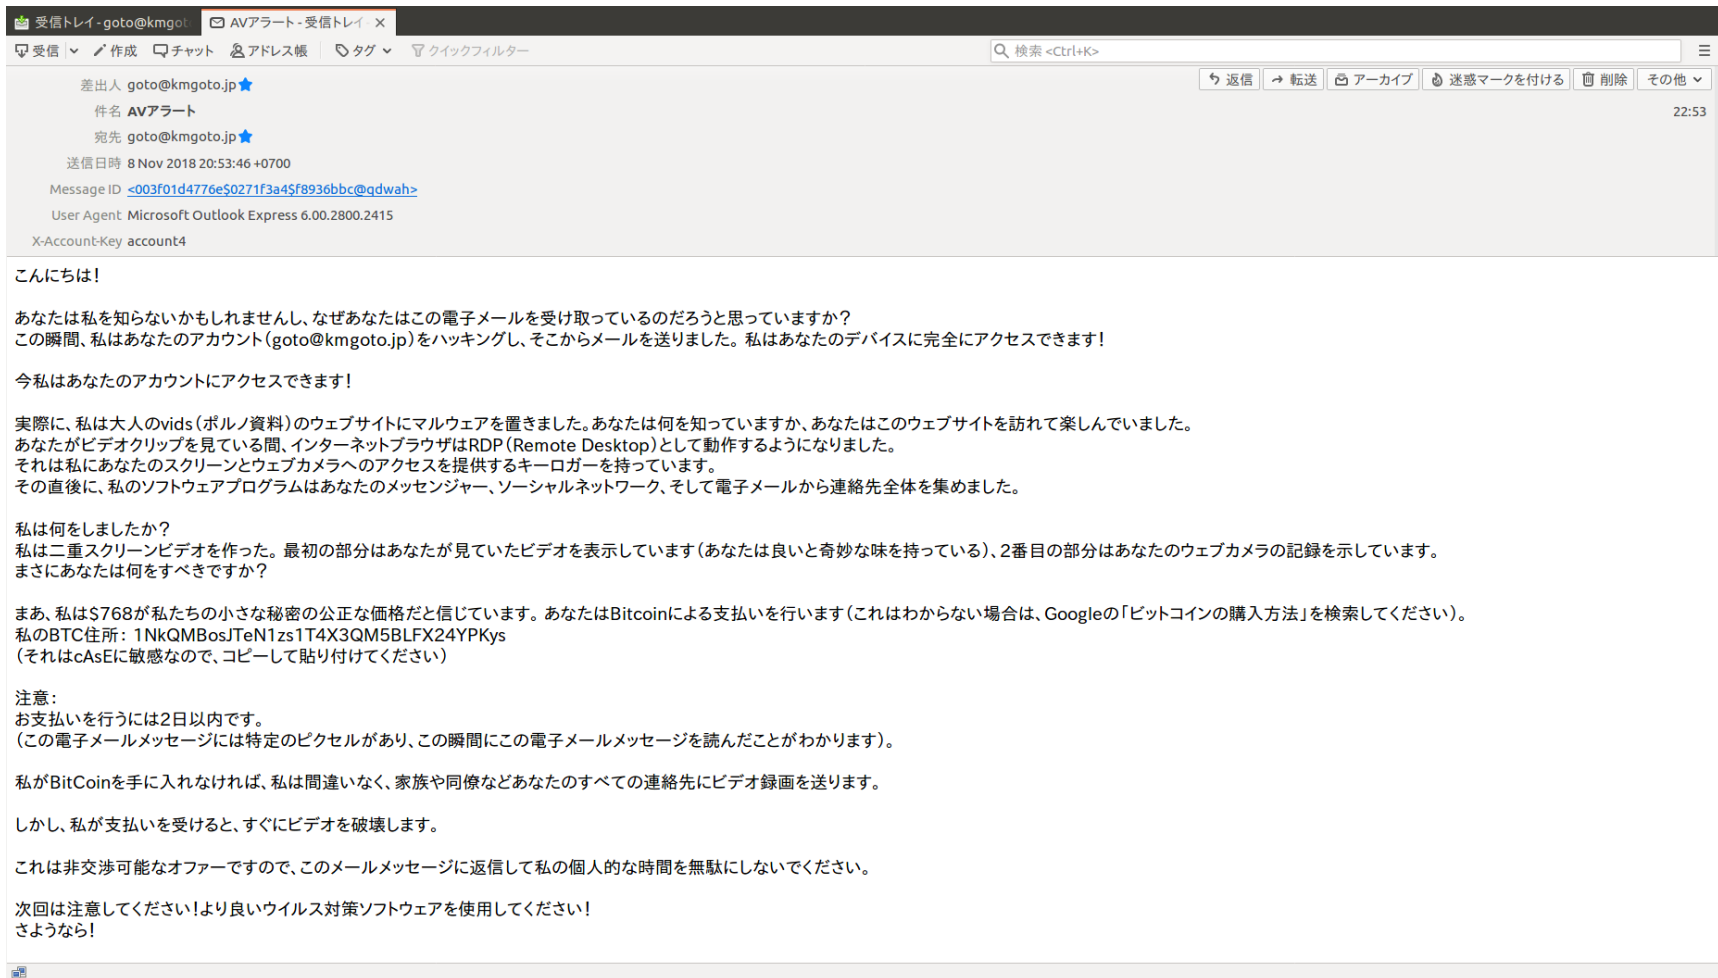 受信トレイ - goto@kmgot
AVアラート - 受信トレイ ×
受信 作成 チャット アドレス帳 タグ クイックフィルター 検索 <Ctrl+K>
差出人 goto@kmgoto.jp
返信 転送 アーカイブ 迷惑マークを付ける 削除 その他
件名 AVアラート
22:53
宛先 goto@kmgoto.jp
送信日時 8 Nov 2018 20:53:46 +0700
Message ID <003f01d4776e$0271f3a4$f8936bbc@qdwah>
User Agent Microsoft Outlook Express 6.00.2800.2415
X-Account-Key account4
こんにちは!
あなたは私を知らないかもしれませんし、なぜあなたはこの電子メールを受け取っているのだろうと思っていますか?
この瞬間、私はあなたのアカウント(goto@kmgoto.jp)をハッキングし、そこからメールを送りました。 私はあなたのデバイスに完全にアクセスできます!
今私はあなたのアカウントにアクセスできます!
実際に、私は大人のvids(ポルノ資料)のウェブサイトにマルウェアを置きました。あなたは何を知っていますか、あなたはこのウェブサイトを訪れて楽しんでいました。
あなたがビデオクリップを見ている間、インターネットブラウザはRDP(Remote Desktop)として動作するようになりました。
それは私にあなたのスクリーンとウェブカメラへのアクセスを提供するキーロガーを持っています。
その直後に、私のソフトウェアプログラムはあなたのメッセンジャー、ソーシャルネットワーク、そして電子メールから連絡先全体を集めました。
私は何をしましたか?
私は二重スクリーンビデオを作った。 最初の部分はあなたが見ていたビデオを表示しています(あなたは良いと奇妙な味を持っている)、2番目の部分はあなたのウェブカメラの記録を示しています。
まさにあなたは何をすべきですか?
まあ、私は$768が私たちの小さな秘密の公正な価格だと信じています。 あなたはBitcoinによる支払いを行います(これはわからない場合は、Googleの「ビットコインの購入方法」を検索してください)。
私のBTC住所: 1NkQMBosJTeN1zs1T4X3QM5BLFX24YPKys
(それはcAsEに敏感なので、コピーして貼り付けてください)
注意:
お支払いを行うには2日以内です。
(この電子メールメッセージには特定のピクセルがあり、この瞬間にこの電子メールメッセージを読んだことがわかります)。
私がBitCoinを手に入れなければ、私は間違いなく、家族や同僚などあなたのすべての連絡先にビデオ録画を送ります。
しかし、私が支払いを受けると、すぐにビデオを破壊します。
これは非交渉可能なオファーですので、このメールメッセージに返信して私の個人的な時間を無駄にしないでください。
次回は注意してください!より良いウイルス対策ソフトウェアを使用してください!
さようなら!